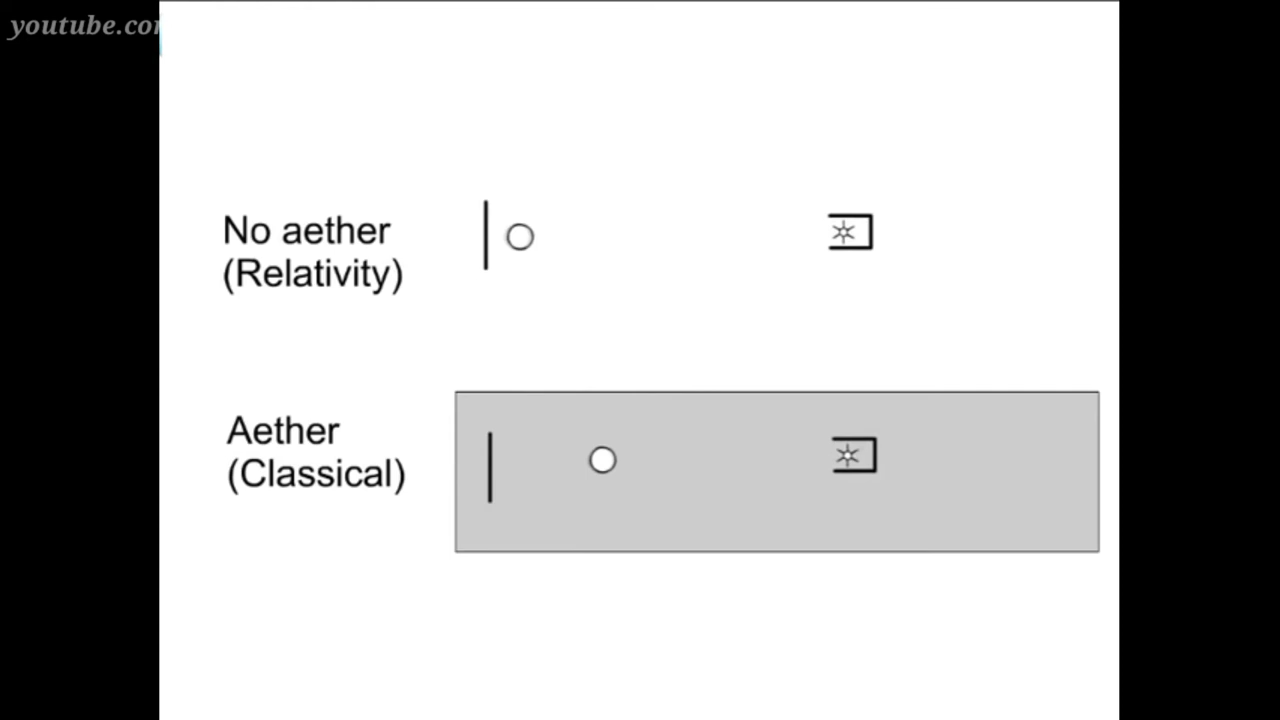 youtube.co
No aether
(Relativity)
Aether
(Classical)